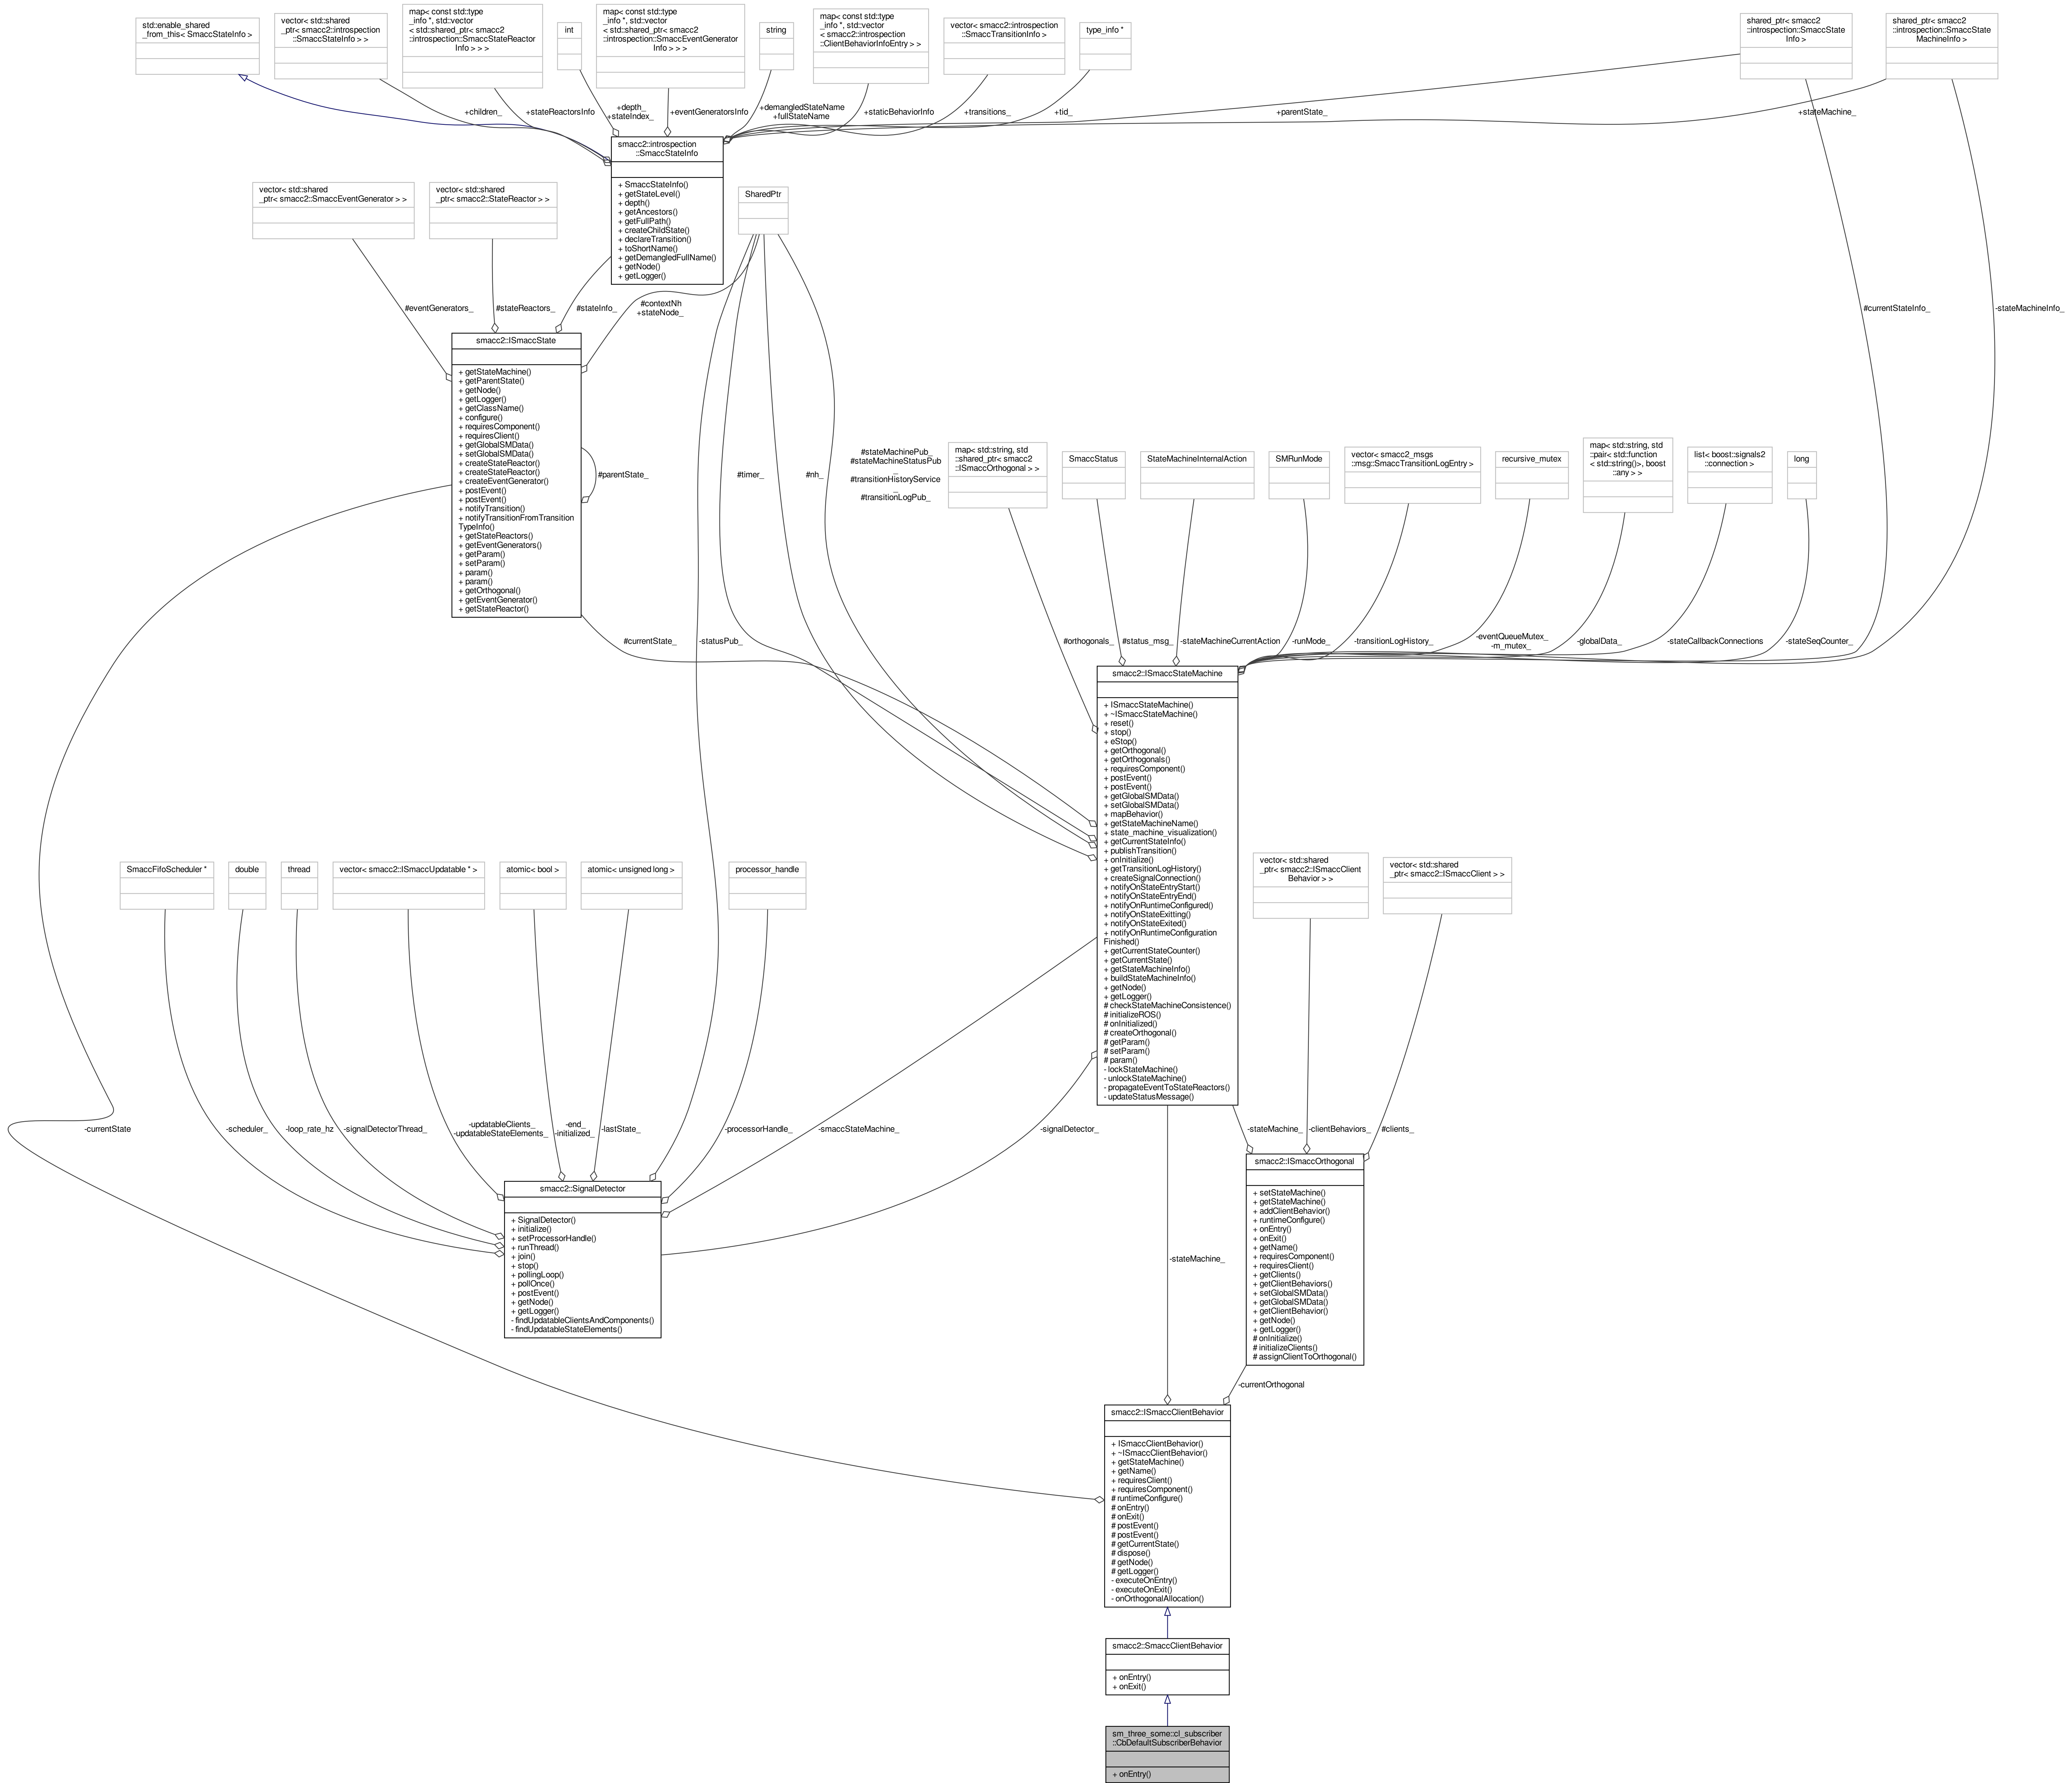 std::enable_shared
_from_this< SmaccStateInfo >
vector< std::shared
_ptr< smacc2::introspection
::SmaccStateInfo > >
map< const std::type
_info *, std::vector
< std::shared_ptr< smacc2
::introspection::SmaccStateReactor
Info > > >
int
map< const std::type
_info *, std::vector
< std::shared_ptr< smacc2
::introspection::SmaccEventGenerator
Info > > >
string
map< const std::type
_info *, std::vector
< smacc2::introspection
::ClientBehaviorInfoEntry > >
vector< smacc2::introspection
::SmaccTransitionInfo >
type_info *
shared_ptr< smacc2
::introspection::SmaccState
Info >
shared_ptr< smacc2
::introspection::SmaccState
MachineInfo >
+children_
+stateReactorsInfo
+depth_
+stateIndex_
+eventGeneratorsInfo
+demangledStateName
+fullStateName
+staticBehaviorInfo
+transitions_
+tid_
+parentState_
+stateMachine_
smacc2::introspection
::SmaccStateInfo
+ SmaccStateInfo()
+ getStateLevel()
+ depth()
+ getAncestors()
+ getFullPath()
+ createChildState()
+ declareTransition()
+ toShortName()
+ getDemangledFullName()
+ getNode()
+ getLogger()
vector< std::shared
_ptr< smacc2::SmaccEventGenerator > >
vector< std::shared
_ptr< smacc2::StateReactor > >
SharedPtr
#eventGenerators_
#stateReactors_
#stateInfo_
#contextNh
+stateNode_
#currentStateInfo_
-stateMachineInfo_
smacc2::ISmaccState
+ getStateMachine()
+ getParentState()
+ getNode()
+ getLogger()
+ getClassName()
+ configure()
+ requiresComponent()
+ requiresClient()
+ getGlobalSMData()
+ setGlobalSMData()
+ createStateReactor()
+ createStateReactor()
+ createEventGenerator()
+ postEvent()
+ postEvent()
+ notifyTransition()
+ notifyTransitionFromTransition
TypeInfo()
+ getStateReactors()
+ getEventGenerators()
+ getParam()
+ setParam()
+ param()
+ param()
+ getOrthogonal()
+ getEventGenerator()
+ getStateReactor()
#parentState_
#timer_
#nh_
#stateMachinePub_
#stateMachineStatusPub
_
#transitionHistoryService
_
#transitionLogPub_
map< std::string, std
::shared_ptr< smacc2
::ISmaccOrthogonal > >
SmaccStatus
StateMachineInternalAction
SMRunMode
vector< smacc2_msgs
::msg::SmaccTransitionLogEntry >
recursive_mutex
map< std::string, std
::pair< std::function
< std::string()>, boost
::any > >
list< boost::signals2
::connection >
long
#currentState_
-statusPub_
#orthogonals_
#status_msg_
-stateMachineCurrentAction
-runMode_
-transitionLogHistory_
-eventQueueMutex_
-m_mutex_
-globalData_
-stateCallbackConnections
-stateSeqCounter_
smacc2::ISmaccStateMachine
+ ISmaccStateMachine()
+ ~ISmaccStateMachine()
+ reset()
+ stop()
+ eStop()
+ getOrthogonal()
+ getOrthogonals()
+ requiresComponent()
+ postEvent()
+ postEvent()
+ getGlobalSMData()
+ setGlobalSMData()
+ mapBehavior()
+ getStateMachineName()
+ state_machine_visualization()
+ getCurrentStateInfo()
+ publishTransition()
+ onInitialize()
+ getTransitionLogHistory()
+ createSignalConnection()
+ notifyOnStateEntryStart()
+ notifyOnStateEntryEnd()
+ notifyOnRuntimeConfigured()
+ notifyOnStateExitting()
+ notifyOnStateExited()
+ notifyOnRuntimeConfiguration
Finished()
+ getCurrentStateCounter()
+ getCurrentState()
+ getStateMachineInfo()
+ buildStateMachineInfo()
+ getNode()
+ getLogger()
# checkStateMachineConsistence()
# initializeROS()
# onInitialized()
# createOrthogonal()
# getParam()
# setParam()
# param()
- lockStateMachine()
- unlockStateMachine()
- propagateEventToStateReactors()
- updateStatusMessage()
SmaccFifoScheduler *
double
thread
vector< smacc2::ISmaccUpdatable * >
atomic< bool >
atomic< unsigned long >
processor_handle
vector< std::shared
_ptr< smacc2::ISmaccClient
Behavior > >
vector< std::shared
_ptr< smacc2::ISmaccClient > >
-currentState
-scheduler_
-loop_rate_hz
-signalDetectorThread_
-updatableClients_
-updatableStateElements_
-end_
-initialized_
-lastState_
-processorHandle_
-smaccStateMachine_
-signalDetector_
-stateMachine_
-clientBehaviors_
#clients_
smacc2::SignalDetector
+ SignalDetector()
+ initialize()
+ setProcessorHandle()
+ runThread()
+ join()
+ stop()
+ pollingLoop()
+ pollOnce()
+ postEvent()
+ getNode()
+ getLogger()
- findUpdatableClientsAndComponents()
- findUpdatableStateElements()
smacc2::ISmaccOrthogonal
+ setStateMachine()
+ getStateMachine()
+ addClientBehavior()
+ runtimeConfigure()
+ onEntry()
+ onExit()
+ getName()
+ requiresComponent()
+ requiresClient()
+ getClients()
+ getClientBehaviors()
+ setGlobalSMData()
+ getGlobalSMData()
+ getClientBehavior()
+ getNode()
+ getLogger()
# onInitialize()
# initializeClients()
# assignClientToOrthogonal()
-stateMachine_
-currentOrthogonal
smacc2::ISmaccClientBehavior
+ ISmaccClientBehavior()
+ ~ISmaccClientBehavior()
+ getStateMachine()
+ getName()
+ requiresClient()
+ requiresComponent()
# runtimeConfigure()
# onEntry()
# onExit()
# postEvent()
# postEvent()
# getCurrentState()
# dispose()
# getNode()
# getLogger()
- executeOnEntry()
- executeOnExit()
- onOrthogonalAllocation()
smacc2::SmaccClientBehavior
+ onEntry()
+ onExit()
sm_three_some::cl_subscriber
::CbDefaultSubscriberBehavior
+ onEntry()